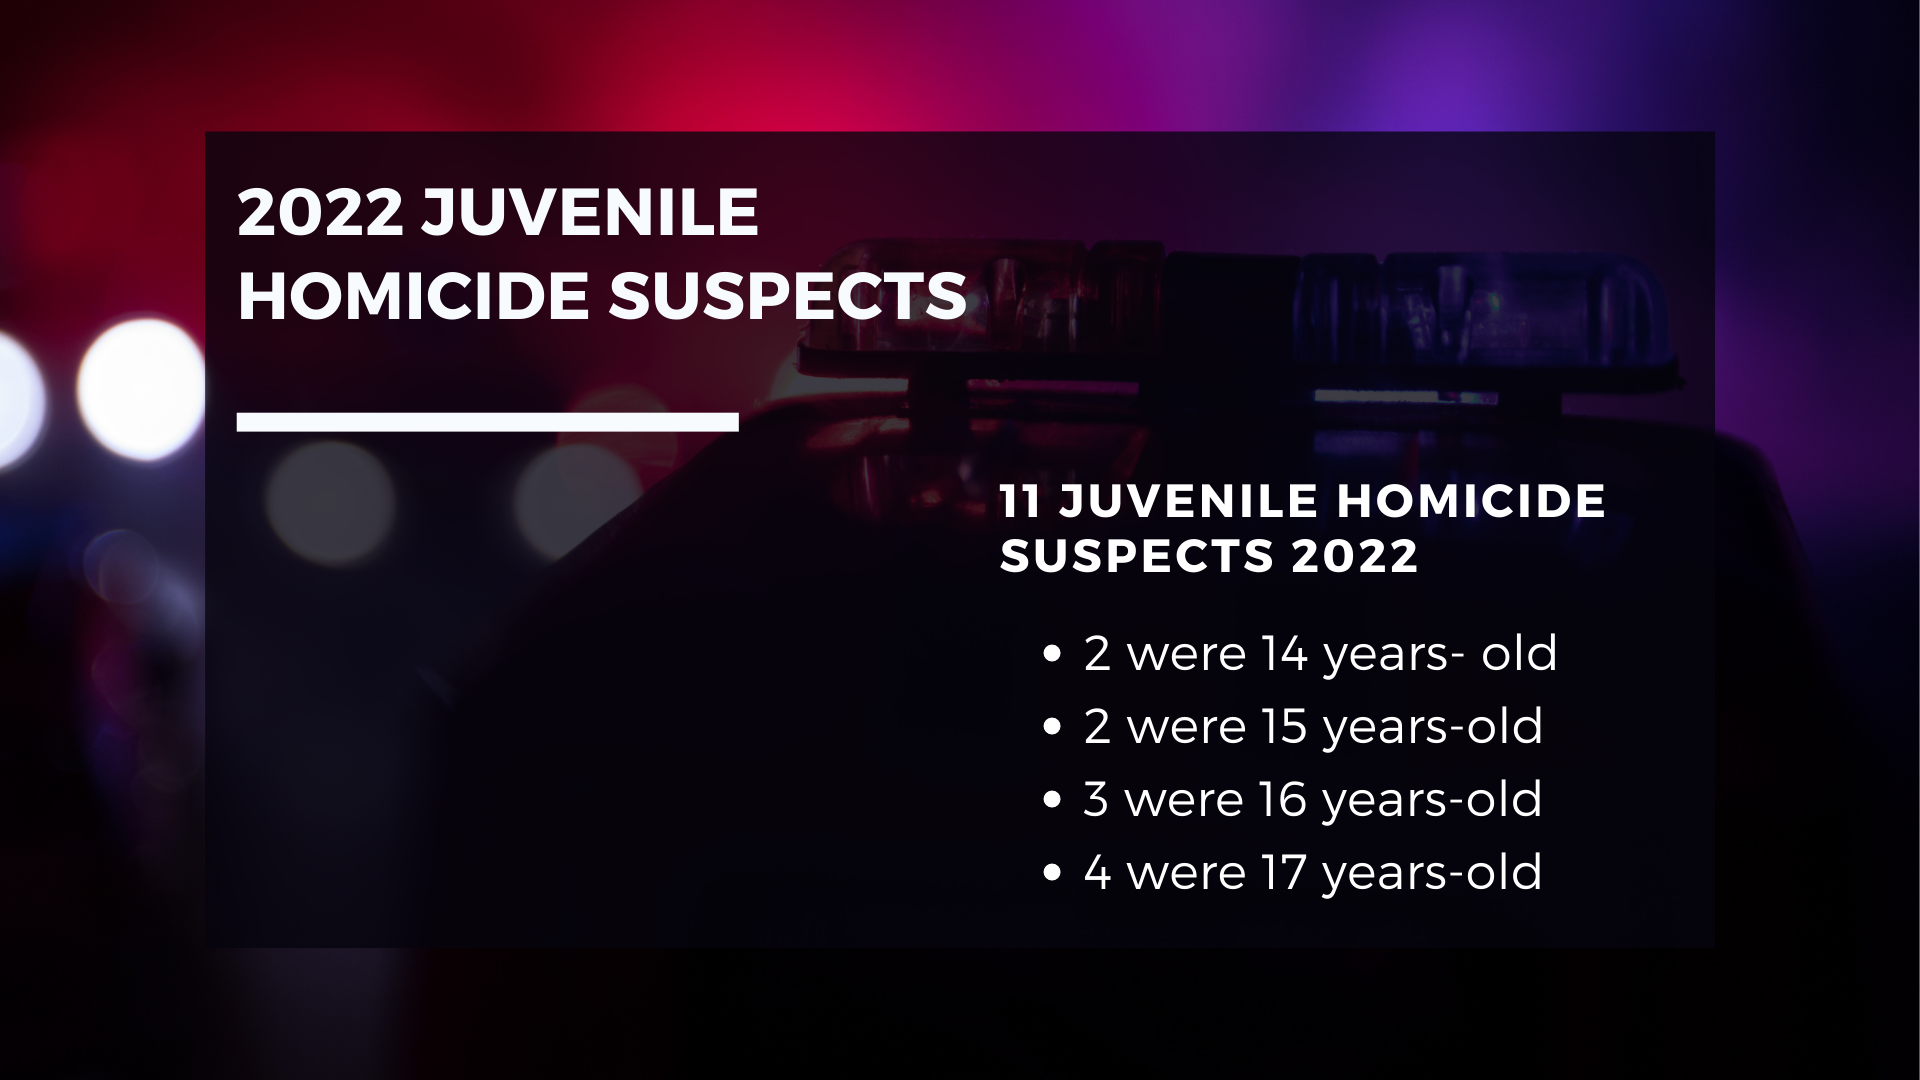 2022 JUVENILE
HOMICIDE SUSPECTS
11 JUVENILE HOMICIDE
SUSPECTS 2022
• 2 were 14 years- old
• 2 were 15 years-old
• 3 were 16 years-old
• 4 were 17 years-old